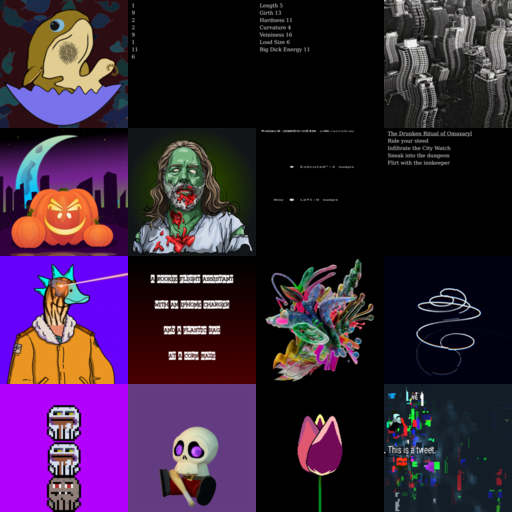 1
9
2
2
9
1
11
6
Length 5
Girth 13
Hardness 11
Curvature 4
Veininess 16
Load Size 6
Big Dick Energy 11
The Drunken Ritual of Omaxaryl
Ride your steed
Infiltrate the City Watch
Sneak into the dungeon
Flirt with the innkeeper
A ROOKIE FLIGHT ASSISTANT
WITH AN IPHONE CHARGER
AND A PLASTIC BAG
AT A CORN MAZE
This is a tweet.